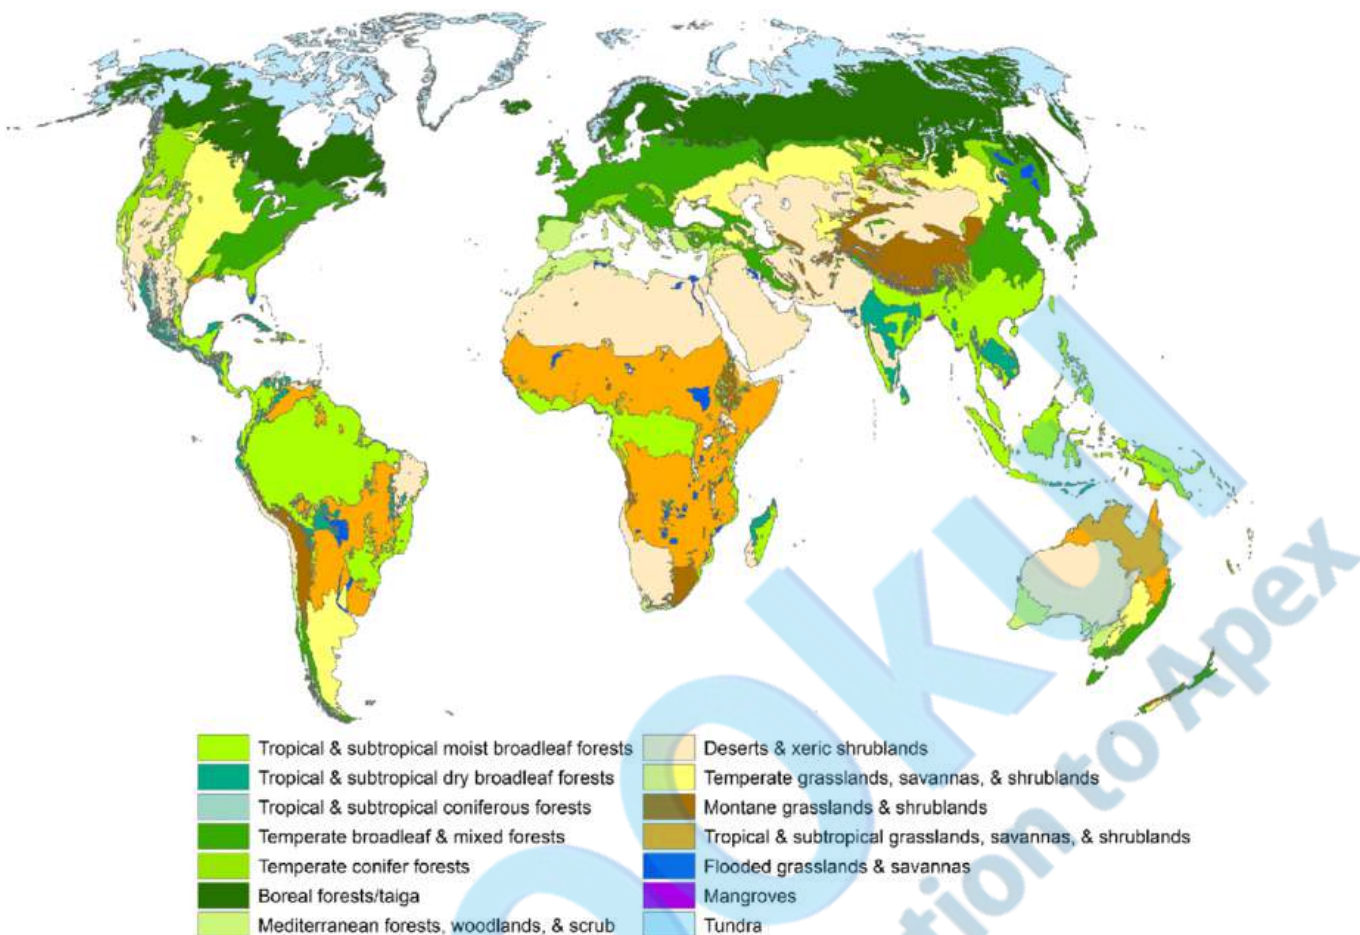 Tropical & subtropical moist broadleaf forests
Tropical & subtropical dry broadleaf forests
Tropical & subtropical coniferous forests
Temperate broadleaf & mixed forests
Temperate conifer forests
Boreal forests/taiga
Mediterranean forests, woodlands, & scrub
Deserts & xeric shrublands
Temperate grasslands, savannas, & shrublands
Montane grasslands & shrublands
Tropical & subtropical grasslands, savannas, & shrublands
Flooded grasslands & savannas
Mangroves
Tundra
to Apex